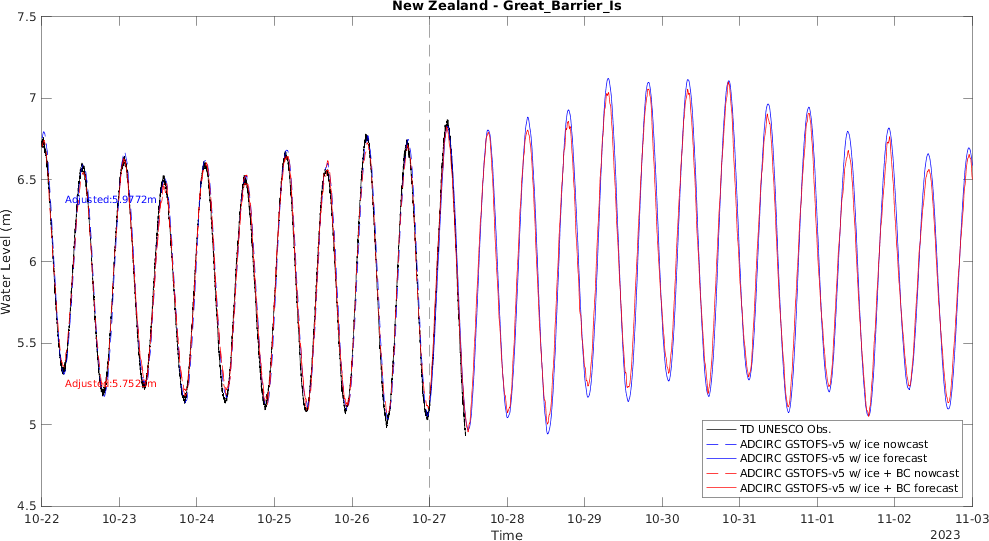 New Zealand - Great_Barrier_Is
7.5
7
6.5
6
5.5
5
4.5
Water Level (m)
Adjusted:5.9772m
TD UNESCO Obs.
ADCIRC GSTOFS-v5 w/ ice nowcast
ADCIRC GSTOFS-v5 w/ ice forecast
ADCIRC GSTOFS-v5 w/ ice + BC nowcast
ADCIRC GSTOFS-v5 w/ ice + BC forecast
10-22 10-23 10-24 10-25 10-26 10-27 10-28 10-29 10-30 10-31 11-01 11-02 11-03
Time
2023